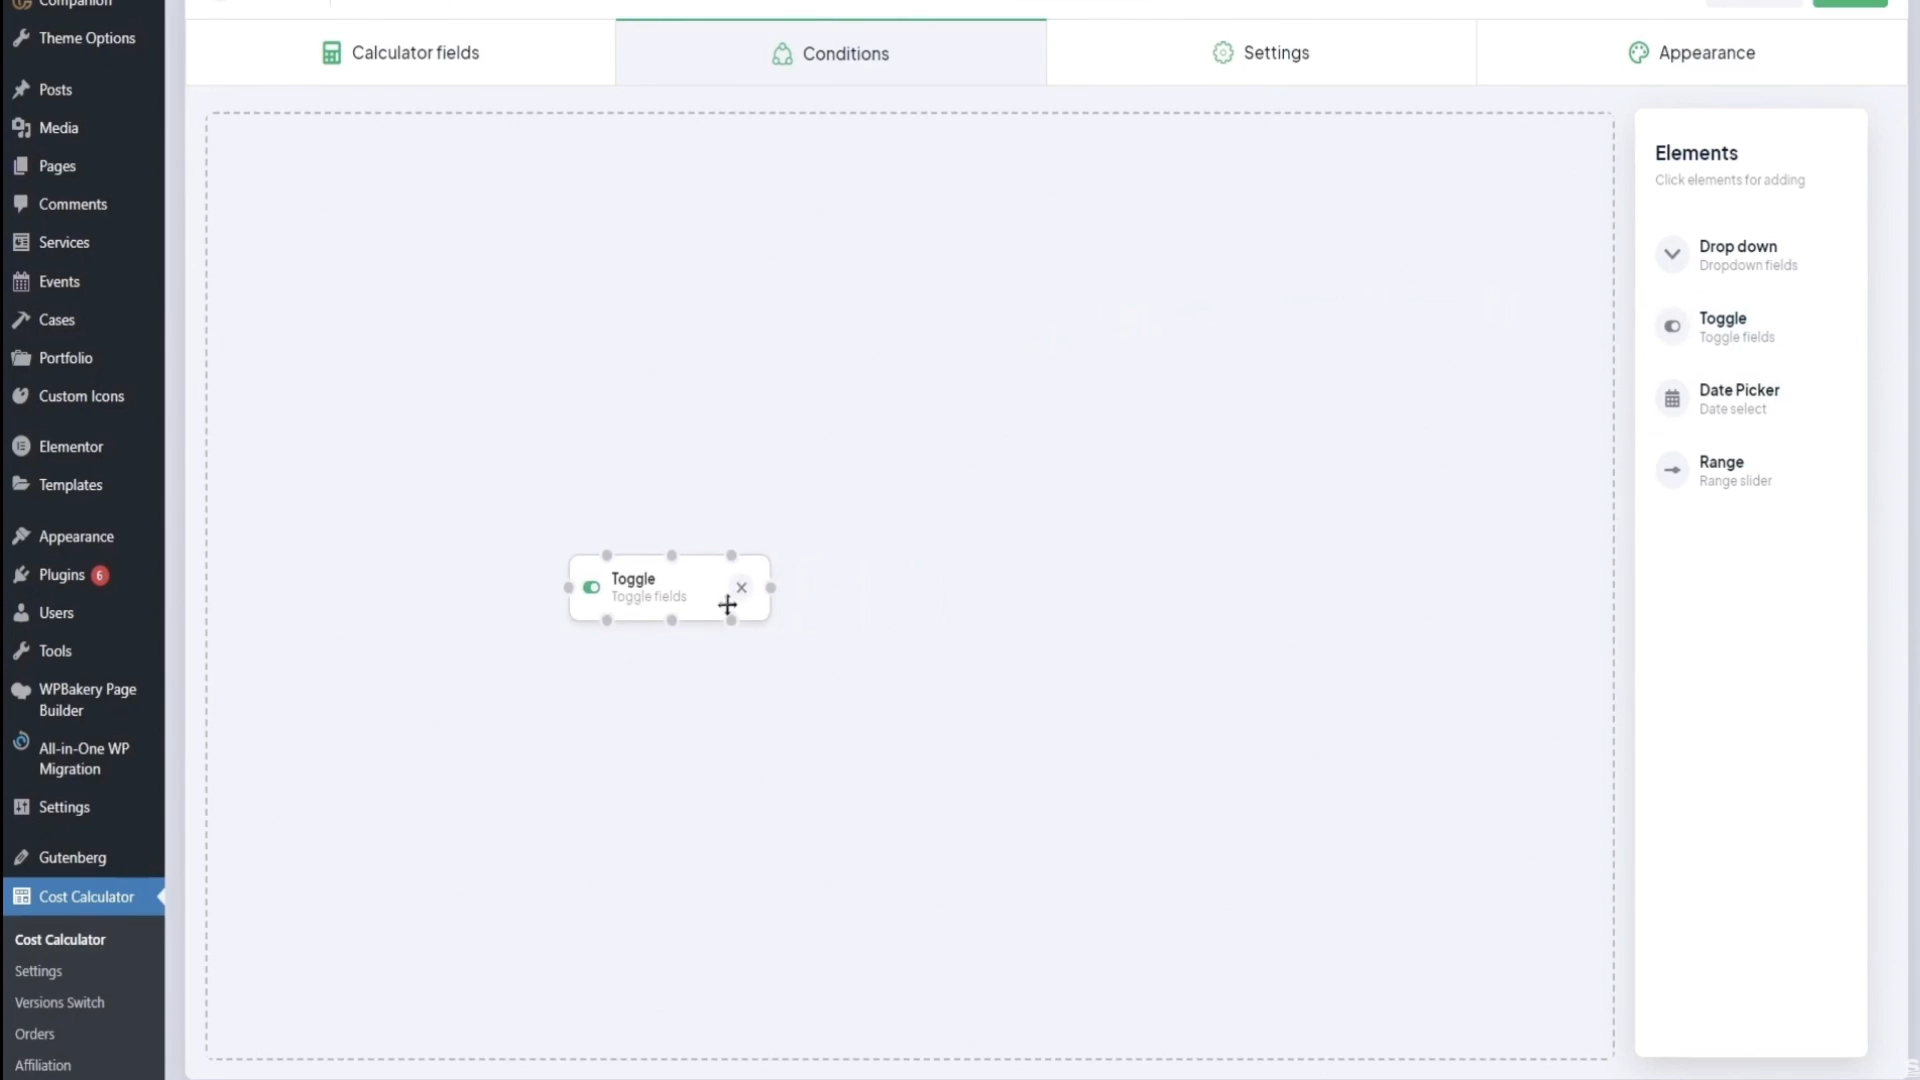 Companion
Theme Options
Posts
Media
Pages
Comments
Services
Events
Cases
Portfolio
Custom Icons
Elementor
Templates
Appearance
Plugins 6
Users
Tools
WPBakery Page
Builder
All-in-One WP
Migration
Settings
Gutenberg
Cost Calculator
Cost Calculator
Settings
Versions Switch
Orders
Affiliation
Calculator fields
Conditions
Settings
Appearance
Toggle
Toggle fields
Elements
Click elements for adding
Drop down
Dropdown fields
Toggle
Toggle fields
Date Picker
Date select
Range
Range slider